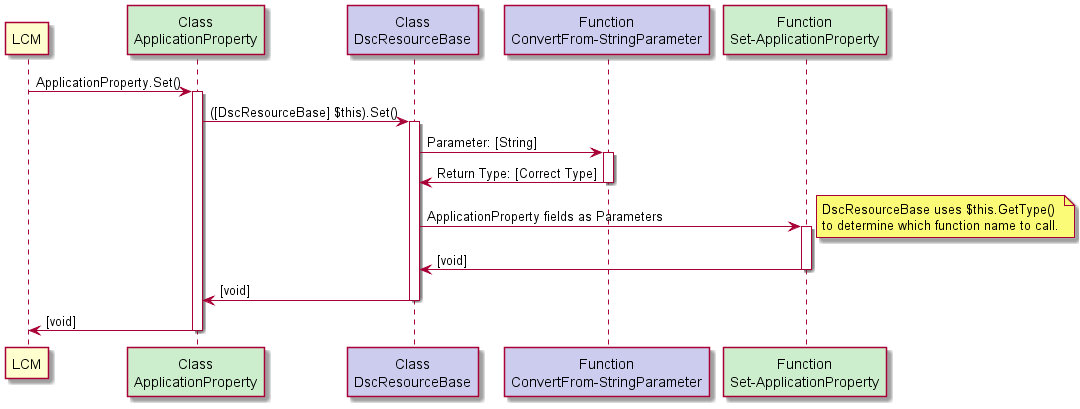 LCM
Class
ApplicationProperty
Class
DscResourceBase
Function
ConvertFrom-StringParameter
Function
Set-ApplicationProperty
ApplicationProperty.Set()
([DscResourceBase] $this).Set()
Parameter: [String]
Return Type: [Correct Type]
ApplicationProperty fields as Parameters
DscResourceBase uses $this.GetType()
to determine which function name to call.
[void]
[void]
[void]
LCM
Class
ApplicationProperty
Class
DscResourceBase
Function
ConvertFrom-StringParameter
Function
Set-ApplicationProperty